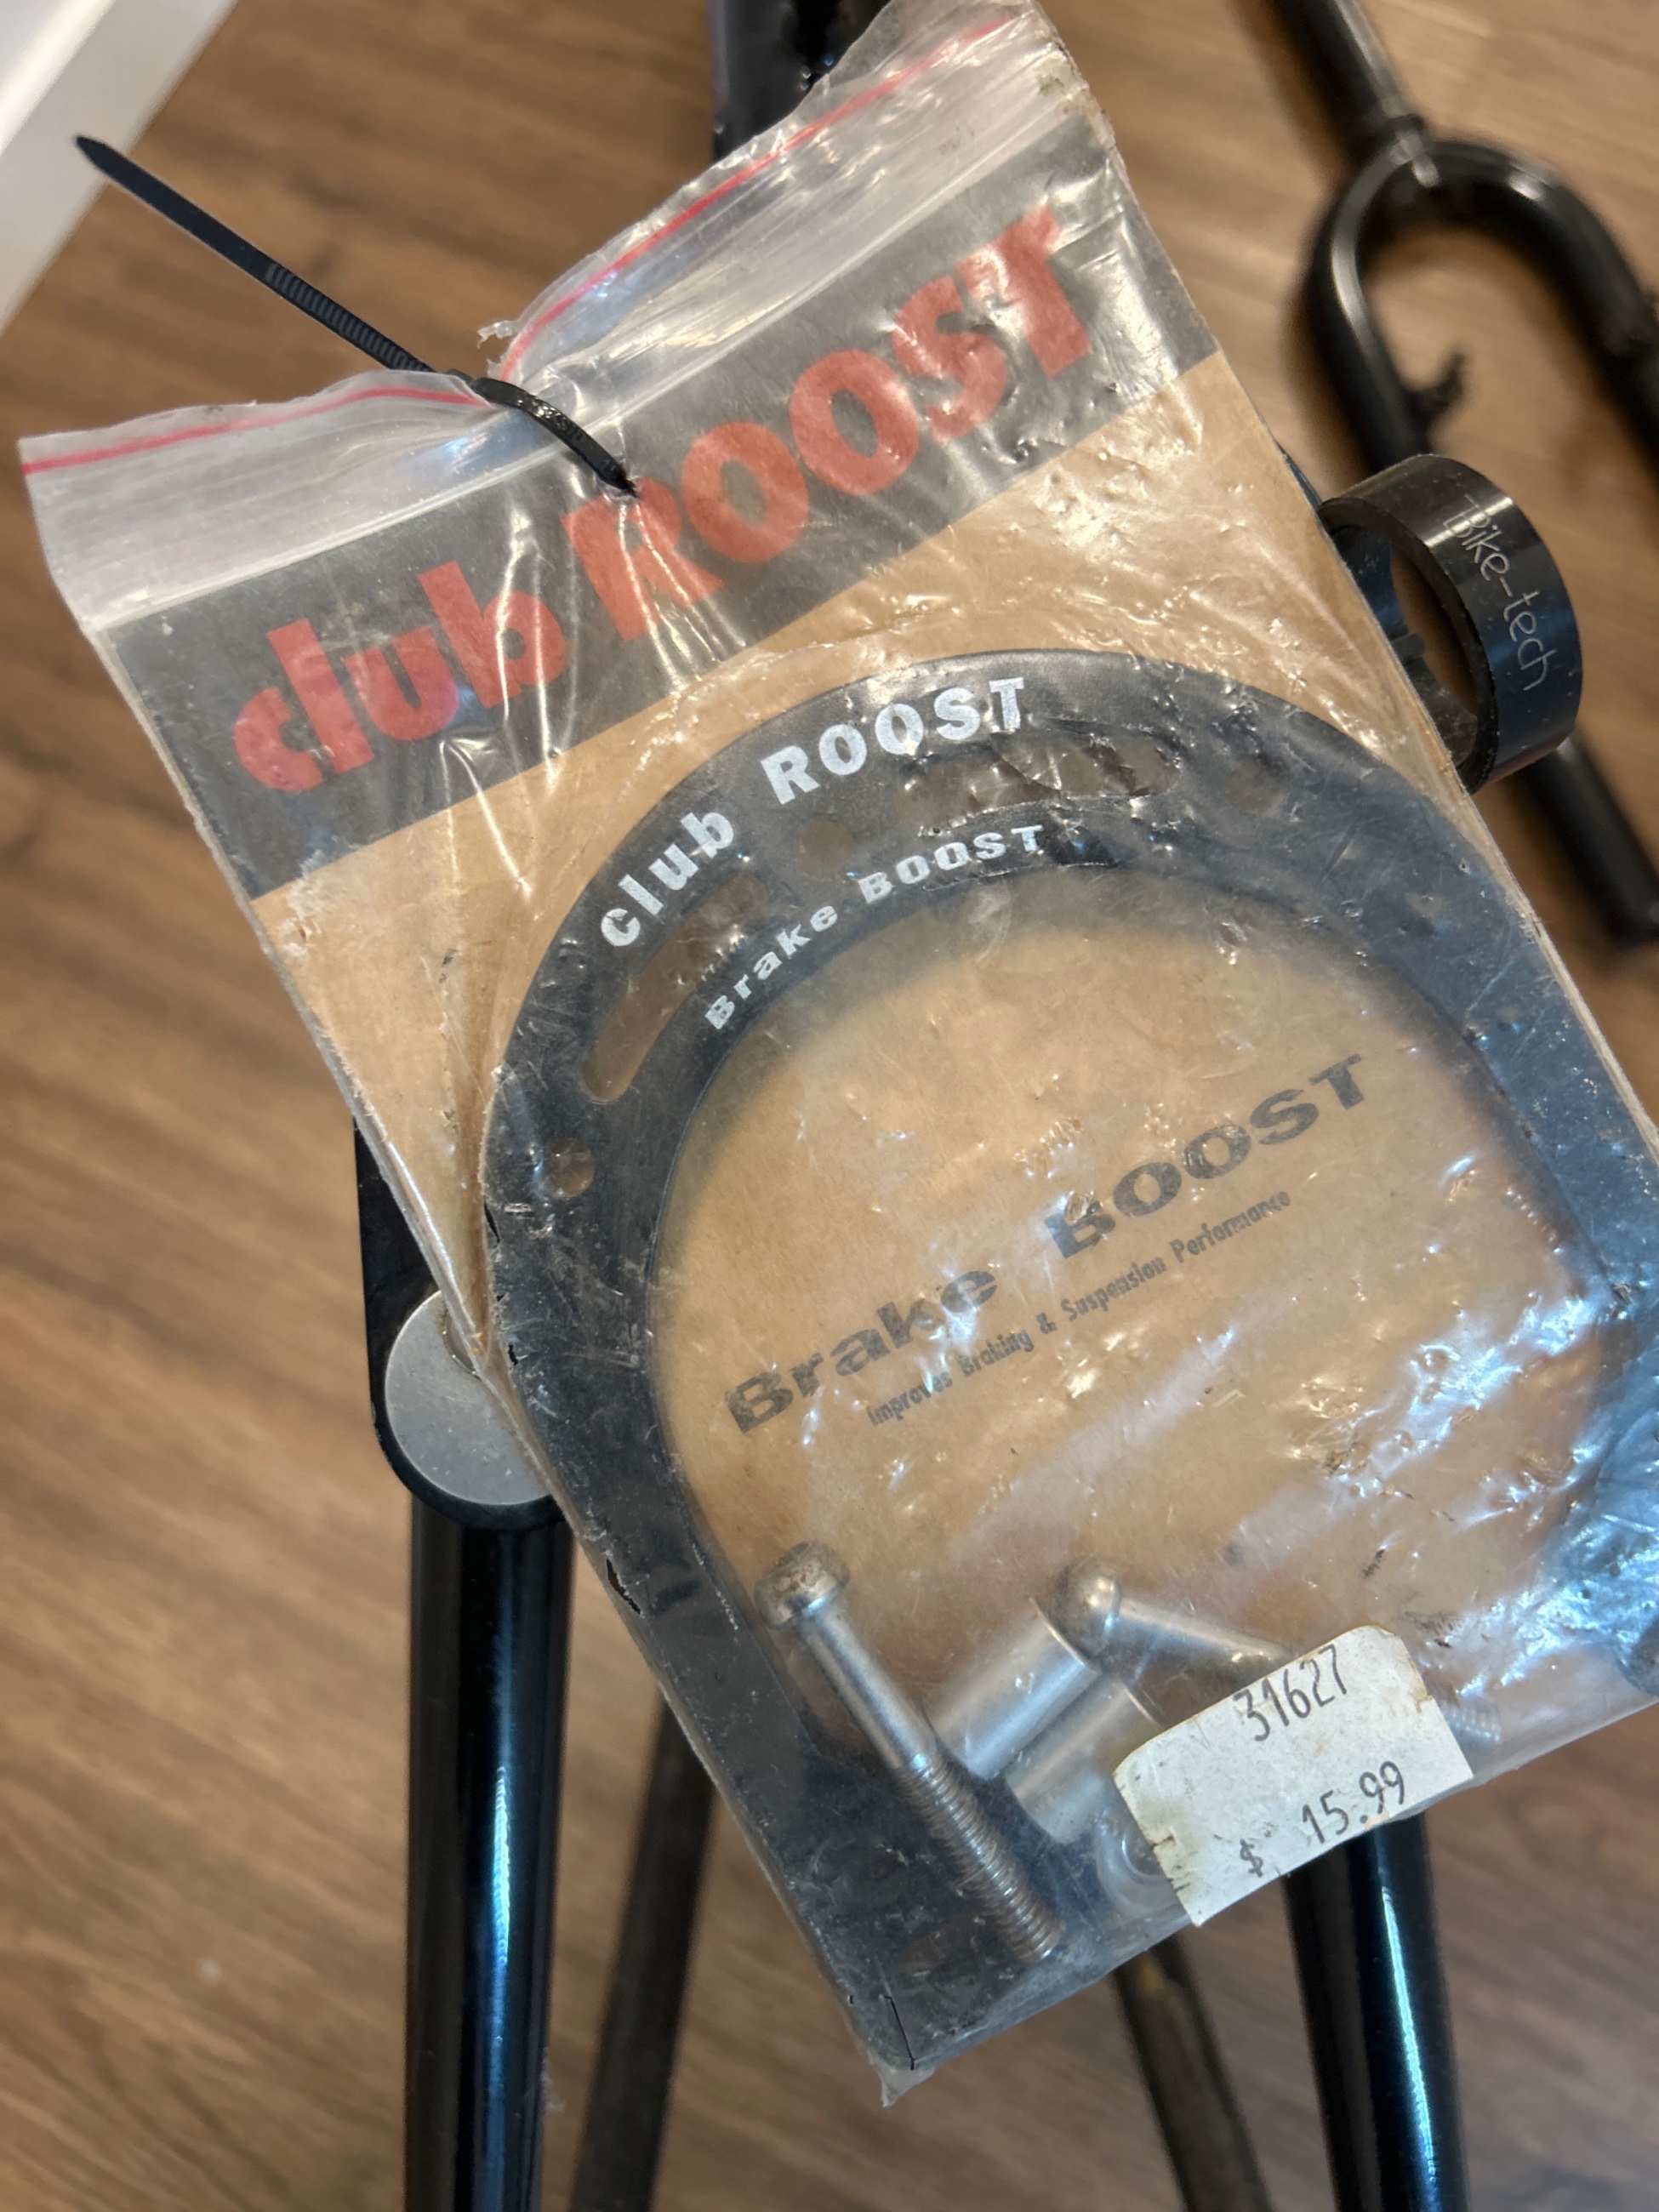 club ROOST
club ROOST
Brake BOOST
Brake BOOST
Improves Braking & Suspension Performance
31627
$ 15.99
Bike-tech